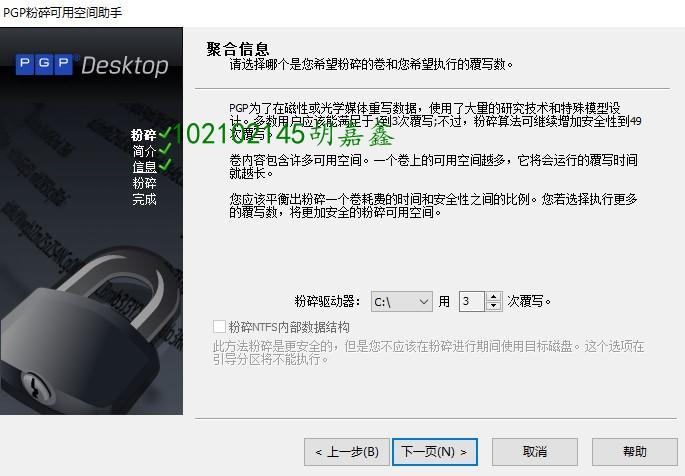 PGP粉碎可用空间助手
PGP® Desktop
粉碎
简介
信息
粉碎
完成
102102145胡嘉鑫
聚合信息
请选择哪个是您希望粉碎的卷和您希望执行的覆写数。
PGP为了在磁性或光学媒体重写数据，使用了大量的研究技术和特殊模型设
计。多数用户应该能满足于1到3次覆写;不过，粉碎算法可继续增加安全性到49
次覆写。
卷内容包含许多可用空间。一个卷上的可用空间越多，它将会运行的覆写时间
就越长。
您应该平衡出粉碎一个卷耗费的时间和安全性之间的比例。您若选择执行更多
的覆写数，将更加安全的粉碎可用空间。
粉碎驱动器： C:\ 用 3 次覆写。
粉碎NTFS内部数据结构
此方法粉碎是更安全的，但是您不应该在粉碎进行期间使用目标磁盘。这个选项在
引导分区将不能执行。
< 上一步(B) 下一页(N) > 取消 帮助